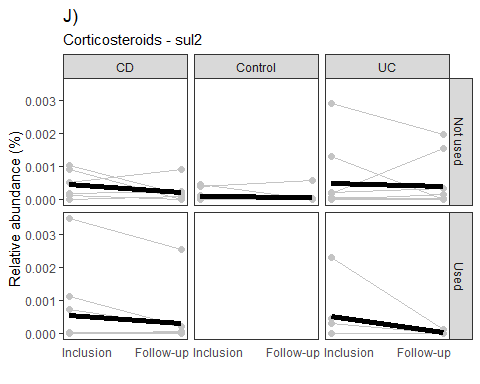 J)
Corticosteroids - sul2
CD Control UC
Relative abundance (%)
0.003
0.002
0.001
0.000
Not used
0.003
0.002
0.001
0.000
Used
Inclusion Follow-up Inclusion Follow-up Inclusion Follow-up